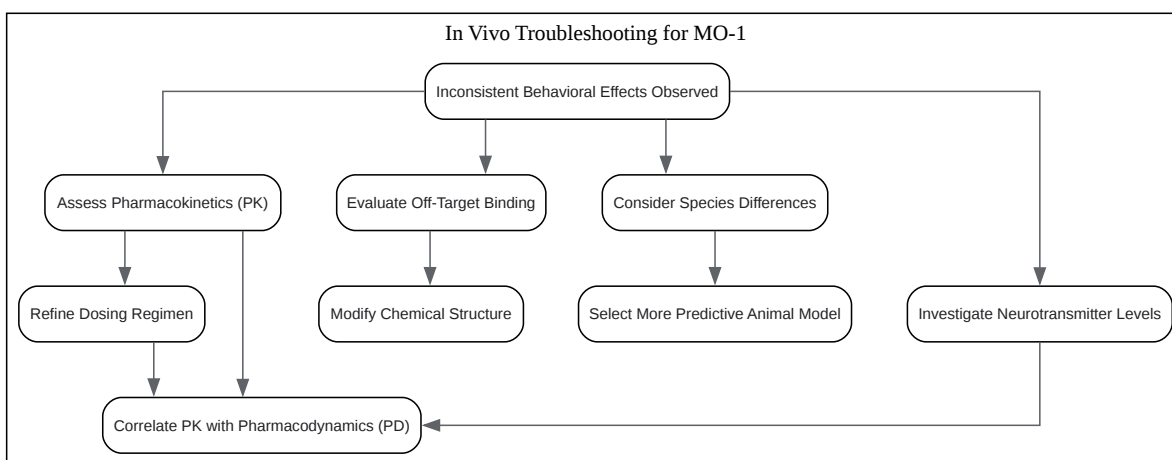 In Vivo Troubleshooting for MO-1
Inconsistent Behavioral Effects Observed
Assess Pharmacokinetics (PK)
Evaluate Off-Target Binding
Consider Species Differences
Refine Dosing Regimen
Modify Chemical Structure
Select More Predictive Animal Model
Investigate Neurotransmitter Levels
Correlate PK with Pharmacodynamics (PD)